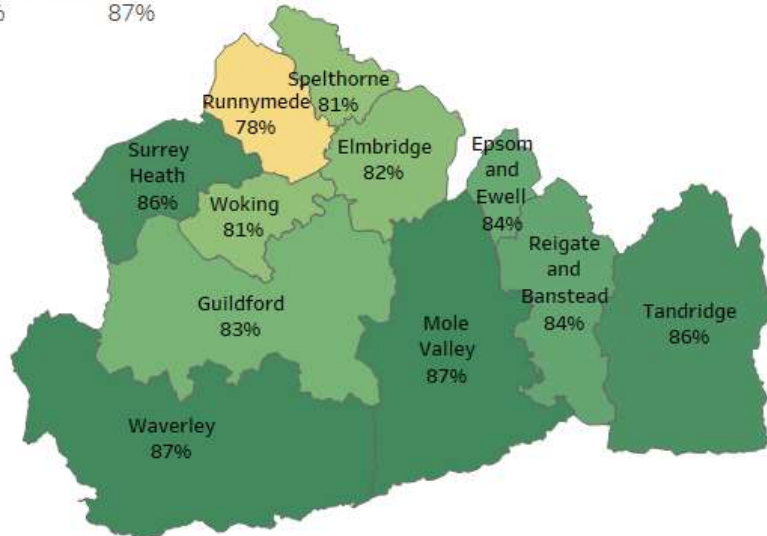 %
87%
Spelthorne
81%
Runnymede
78%
Elmbridge
82%
Epsom
and
Ewell
84%
Surrey
Heath
86%
Woking
81%
Reigate
and
Banstead
84%
Guildford
83%
Mole
Valley
87%
Tandridge
86%
Waverley
87%